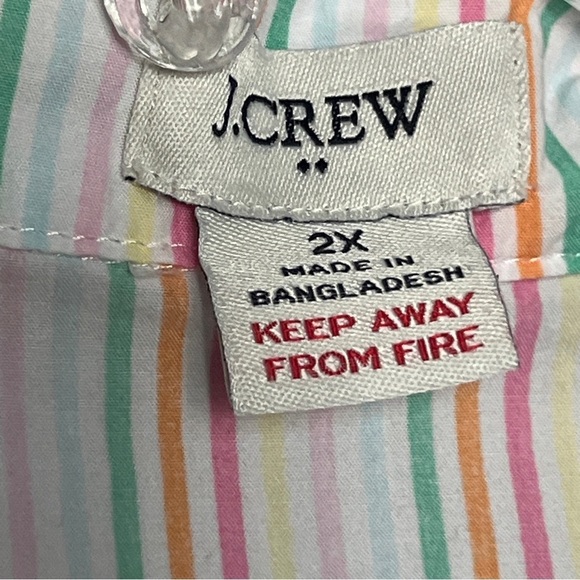 J.CREW
2X
MADE IN
BANGLADESH
KEEP AWAY
FROM FIRE